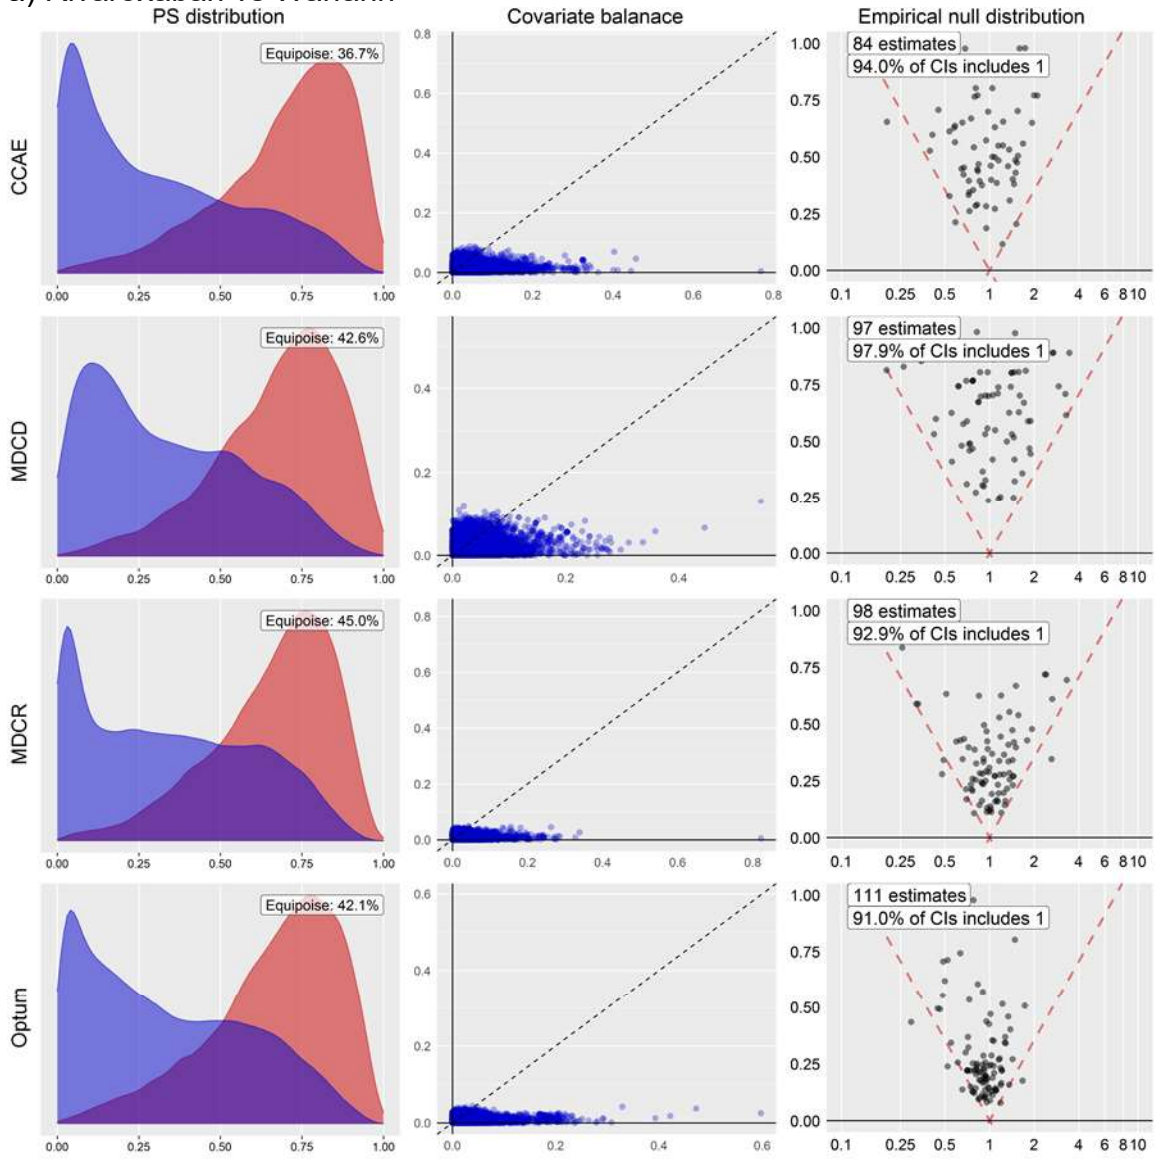 PS distribution
Covariate balanace
Empirical null distribution
CCAE
Equipoise: 36.7%
0.00 0.25 0.50 0.75 1.00
0.8
0.6
0.4
0.2
0.0
0.0 0.2 0.4 0.6 0.8
84 estimates
94.0% of CIs includes 1
1.00
0.75
0.50
0.25
0.00
0.1 0.25 0.5 1 2 4 6 8 10
MDCD
Equipoise: 42.6%
0.00 0.25 0.50 0.75 1.00
0.4
0.2
0.0
0.0 0.2 0.4
97 estimates
97.9% of CIs includes 1
1.00
0.75
0.50
0.25
0.00
0.1 0.25 0.5 1 2 4 6 8 10
MDCR
Equipoise: 45.0%
0.00 0.25 0.50 0.75 1.00
0.8
0.6
0.4
0.2
0.0
0.0 0.2 0.4 0.6 0.8
98 estimates
92.9% of CIs includes 1
1.00
0.75
0.50
0.25
0.00
0.1 0.25 0.5 1 2 4 6 8 10
Optum
Equipoise: 42.1%
0.00 0.25 0.50 0.75 1.00
0.6
0.4
0.2
0.0
0.0 0.2 0.4 0.6
111 estimates
91.0% of CIs includes 1
1.00
0.75
0.50
0.25
0.00
0.1 0.25 0.5 1 2 4 6 8 10